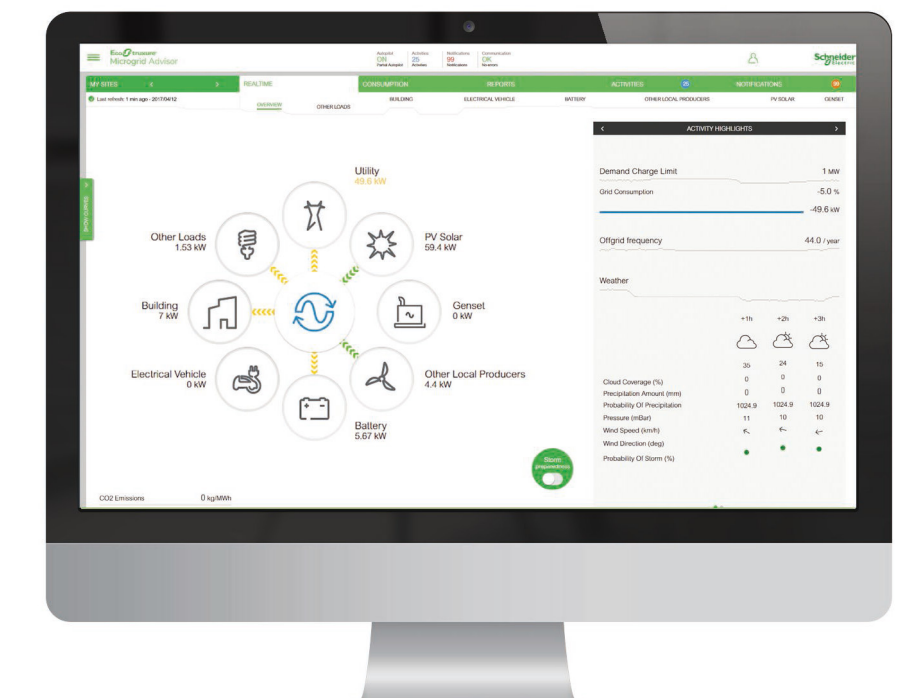 EcoStruxure
Microgrid Advisor
Autopilot
ON
Partial Autopilot
Activities
25
Activities
Notifications
99
Notifications
Communication
OK
No errors
Schneider
Electric
MY SITES
REALTIME
CONSUMPTION
REPORTS
ACTIVITIES 25
NOTIFICATIONS
Last refresh: 1 min ago - 2017/04/12
OVERVIEW
OTHER LOADS
BUILDING
ELECTRICAL VEHICLE
BATTERY
OTHER LOCAL PRODUCERS
PV SOLAR
GENSET
Utility
49.6 kW
Other Loads
1.53 kW
PV Solar
59.4 kW
Building
7 kW
Genset
0 kW
Electrical Vehicle
0 kW
Other Local Producers
4.4 kW
Battery
5.67 kW
Storm
preparedness
CO2 Emissions 0 kg/MWh
ACTIVITY HIGHLIGHTS
Demand Charge Limit 1 MW
Grid Consumption -5.0 %
-49.6 kW
Offgrid frequency 44.0 / year
Weather
+1h +2h +3h
35 24 15
Cloud Coverage (%) 0 0 0
Precipitation Amount (mm) 0 0 0
Probability Of Precipitation 1024.9 1024.9 1024.9
Pressure (mBar) 11 10 10
Wind Speed (km/h)
Wind Direction (deg)
Probability Of Storm (%)